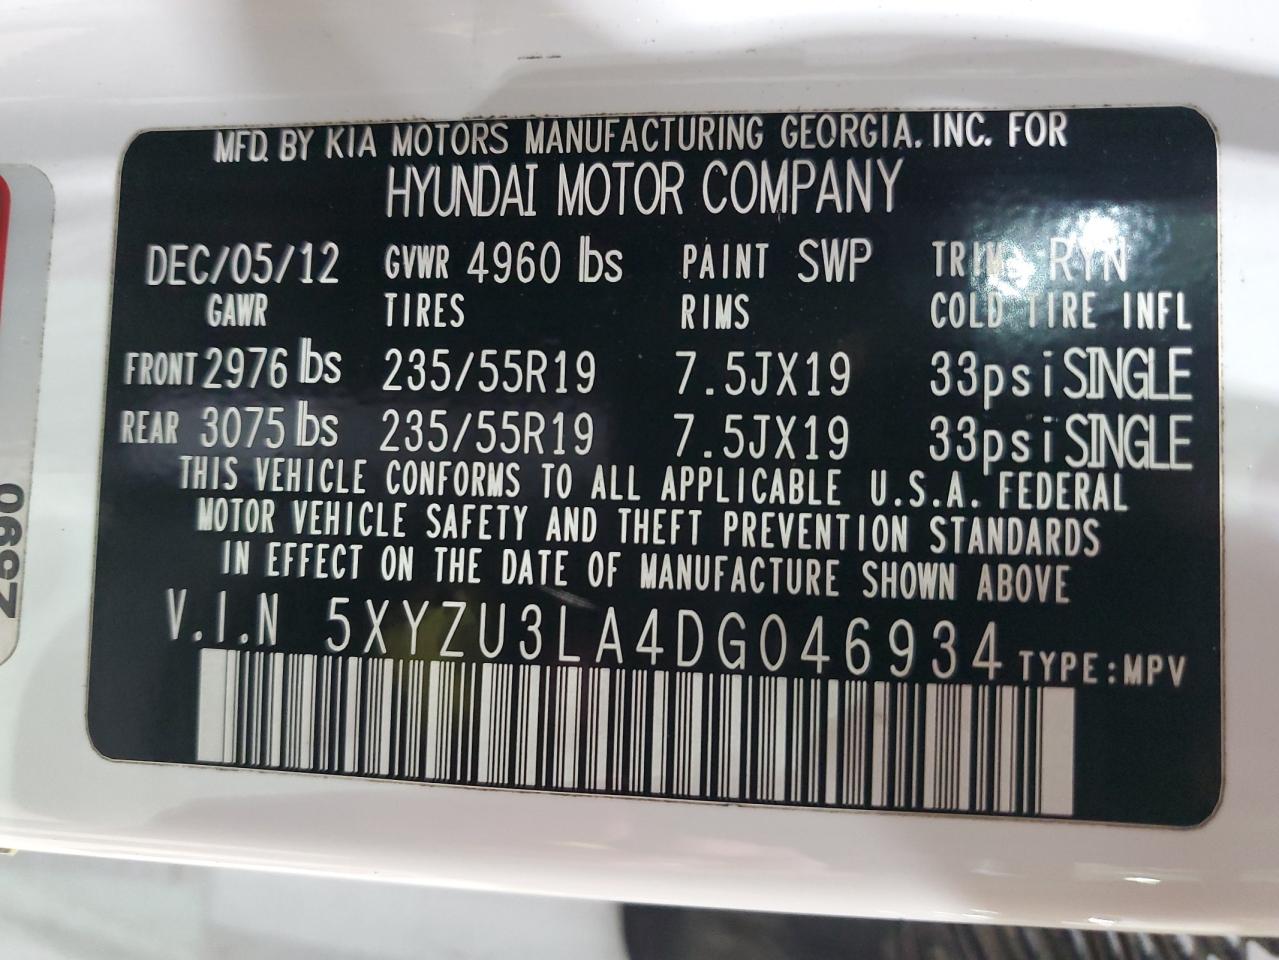 MFD. BY KIA MOTORS MANUFACTURING GEORGIA, INC. FOR
HYUNDAI MOTOR COMPANY
DEC/05/12 GVWR 4960 lbs PAINT SWP TRIM RYN
GAWR TIRES RIMS COLD TIRE INFL
FRONT 2976 lbs 235/55R19 7.5JX19 33psi SINGLE
REAR 3075 lbs 235/55R19 7.5JX19 33psi SINGLE
THIS VEHICLE CONFORMS TO ALL APPLICABLE U.S.A. FEDERAL
MOTOR VEHICLE SAFETY AND THEFT PREVENTION STANDARDS
IN EFFECT ON THE DATE OF MANUFACTURE SHOWN ABOVE
V.I.N 5XYZU3LA4DG046934 TYPE:MPV